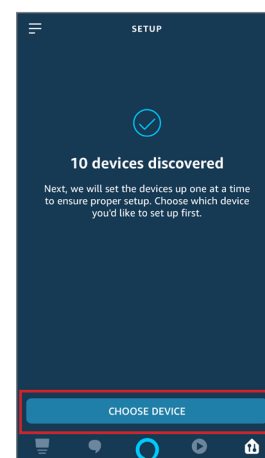 SETUP
10 devices discovered
Next, we will set the devices up one at a time
to ensure proper setup. Choose which device
you'd like to set up first.
CHOOSE DEVICE